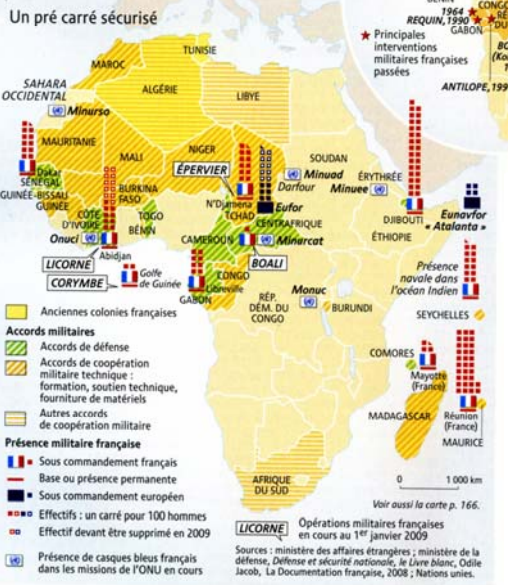 Un pré carré sécurisé
1964
REQUIN, 1990
GABON
CONGO
ANTILOPE, 199
Principales
interventions
militaires françaises
passées
TUNISIE
MAROC
ALGÉRIE
LIBYE
SAHARA
OCCIDENTAL
Minurso
MAURITANIE
MALI
NIGER
SOUDAN
ÉRYTHRÉE
ÉPERVIER
Minuad
Darfour
Minuee
Dakar
SÉNÉGAL
GUINÉE-BISSAU
GUINÉE
BURKINA
FASO
N'Djamena
TCHAD
Eufor
CÔTE
D'IVOIRE
TOGO
BÉNIN
CENTRAFRIQUE
DJIBOUTI
Eunavfor
« Atalanta »
Onuci
Abidjan
CAMEROUN
Minurcat
ÉTHIOPIE
LICORNE
BOALI
CORYMBE
Golfe
de Guinée
CONGO
Libreville
GABON
Présence
navale dans
l'océan Indien
Monuc
RÉP.
DÉM. DU
CONGO
BURUNDI
SEYCHELLES
COMORES
Mayotte
(France)
MADAGASCAR
Réunion
(France)
MAURICE
AFRIQUE
DU SUD
0 1 000 km
Voir aussi la carte p. 166.
Anciennes colonies françaises
Accords militaires
Accords de défense
Accords de coopération
militaire technique :
formation, soutien technique,
fourniture de matériels
Autres accords
de coopération militaire
Présence militaire française
Sous commandement français
Base ou présence permanente
Sous commandement européen
Effectifs : un carré pour 100 hommes
Effectif devant être supprimé en 2009
Présence de casques bleus français
dans les missions de l'ONU en cours
LICORNE Opérations militaires françaises
en cours au 1er janvier 2009
Sources : ministère des affaires étrangères ; ministère de la
défense, Défense et sécurité nationale, le Livre blanc, Odile
Jacob, La Documentation française, 2008 ; Nations unies.